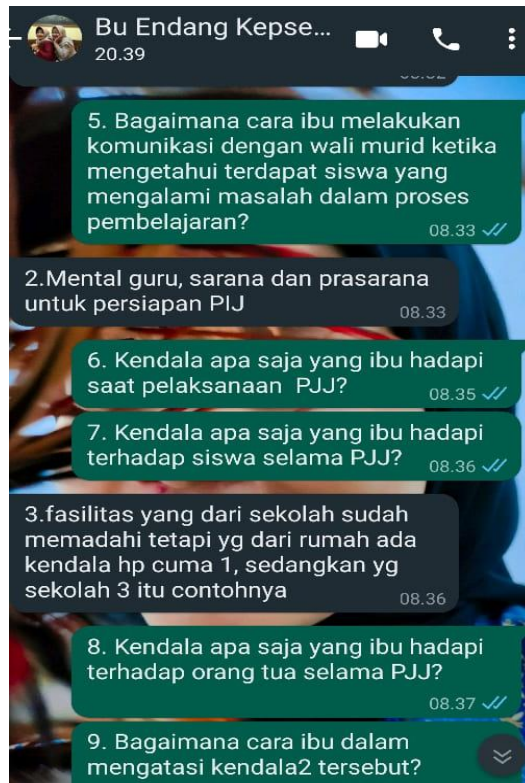 Bu Endang Kepse...
20.39
5. Bagaimana cara ibu melakukan
komunikasi dengan wali murid ketika
mengetahui terdapat siswa yang
mengalami masalah dalam proses
pembelajaran?
08.33
2.Mental guru, sarana dan prasarana
untuk persiapan PIJ
08.33
6. Kendala apa saja yang ibu hadapi
saat pelaksanaan PJJ?
08.35
7. Kendala apa saja yang ibu hadapi
terhadap siswa selama PJJ?
08.36
3.fasilitas yang dari sekolah sudah
memadahi tetapi yg dari rumah ada
kendala hp cuma 1, sedangkan yg
sekolah 3 itu contohnya
08.36
8. Kendala apa saja yang ibu hadapi
terhadap orang tua selama PJJ?
08.37
9. Bagaimana cara ibu dalam
mengatasi kendala2 tersebut?